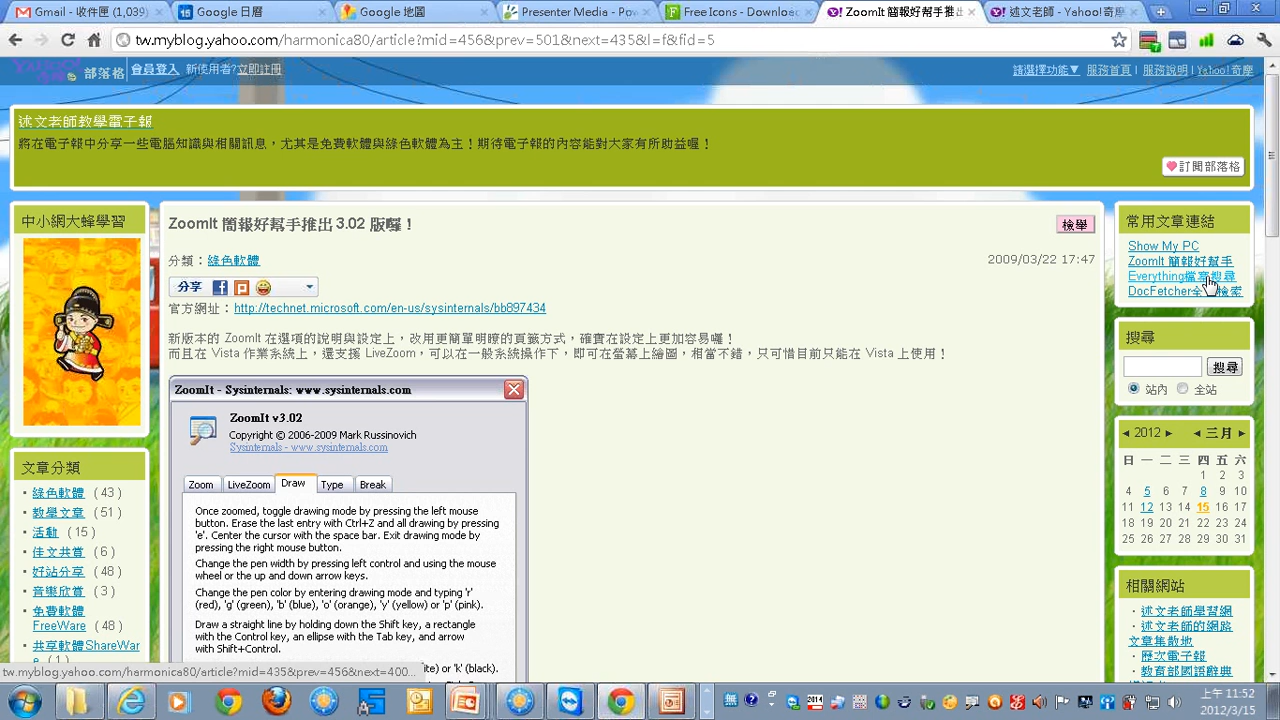 Gmail - 收件匣 (1,039)
Google 日曆
Google 地圖
Presenter Media - Pow
Free Icons - Download
ZoomIt 簡報好幫手推出
述文老師 - Yahoo!奇摩
tw.myblog.yahoo.com/harmonica80/article?mid=456&prev=501&next=435&l=f&fid=5
部落格 會員登入 新使用者?立即註冊
請選擇功能▼ 服務首頁 | 服務說明 | Yahoo!奇摩
述文老師教學電子報
將在電子報中分享一些電腦知識與相關訊息，尤其是免費軟體與綠色軟體為主！期待電子報的內容能對大家有所助益喔！
訂閱部落格
中小網大蜂學習
文章分類
綠色軟體 ( 43 )
教學文章 ( 51 )
活動 ( 15 )
佳文共賞 ( 6 )
好站分享 ( 48 )
音樂欣賞 ( 3 )
免費軟體
FreeWare ( 48 )
共享軟體ShareWar
e ( 1 )
ZoomIt 簡報好幫手推出 3.02 版囉！
檢舉
分類：綠色軟體
2009/03/22 17:47
分享
官方網址：http://technet.microsoft.com/en-us/sysinternals/bb897434
新版本的 ZoomIt 在選項的說明與設定上，改用更簡單明瞭的頁籤方式，確實在設定上更加容易囉！
而且在 Vista 作業系統上，還支援 LiveZoom，可以在一般系統操作下，即可在螢幕上繪圖，相當不錯，只可惜目前只能在 Vista 上使用！
ZoomIt - Sysinternals: www.sysinternals.com
ZoomIt v3.02
Copyright © 2006-2009 Mark Russinovich
Sysinternals - www.sysinternals.com
Zoom LiveZoom Draw Type Break
Once zoomed, toggle drawing mode by pressing the left mouse
button. Erase the last entry with Ctrl+Z and all drawing by pressing
'e'. Center the cursor with the space bar. Exit drawing mode by
pressing the right mouse button.
Change the pen width by pressing left control and using the mouse
wheel or the up and down arrow keys.
Change the pen color by entering drawing mode and typing 'r'
(red), 'g' (green), 'b' (blue), 'o' (orange), 'y' (yellow) or 'p' (pink).
Draw a straight line by holding down the Shift key, a rectangle
with the Control key, an ellipse with the Tab key, and arrow
with Shift+Control.
te) or 'k' (black).
常用文章連結
Show My PC
ZoomIt 簡報好幫手
Everything檔案搜尋
DocFetcher全文檢索
搜尋
搜尋
站內 全站
◄ 2012 ► ◄ 三月 ►
日 一 二 三 四 五 六
1 2 3
4 5 6 7 8 9 10
11 12 13 14 15 16 17
18 19 20 21 22 23 24
25 26 27 28 29 30 31
相關網站
述文老師學習網
述文老師的網路
文章集散地
歷次電子報
教育部國語辭典
tw.myblog.yahoo.com/harmonica80/article?mid=435&prev=456&next=400...
上午 11:52
2012/3/15